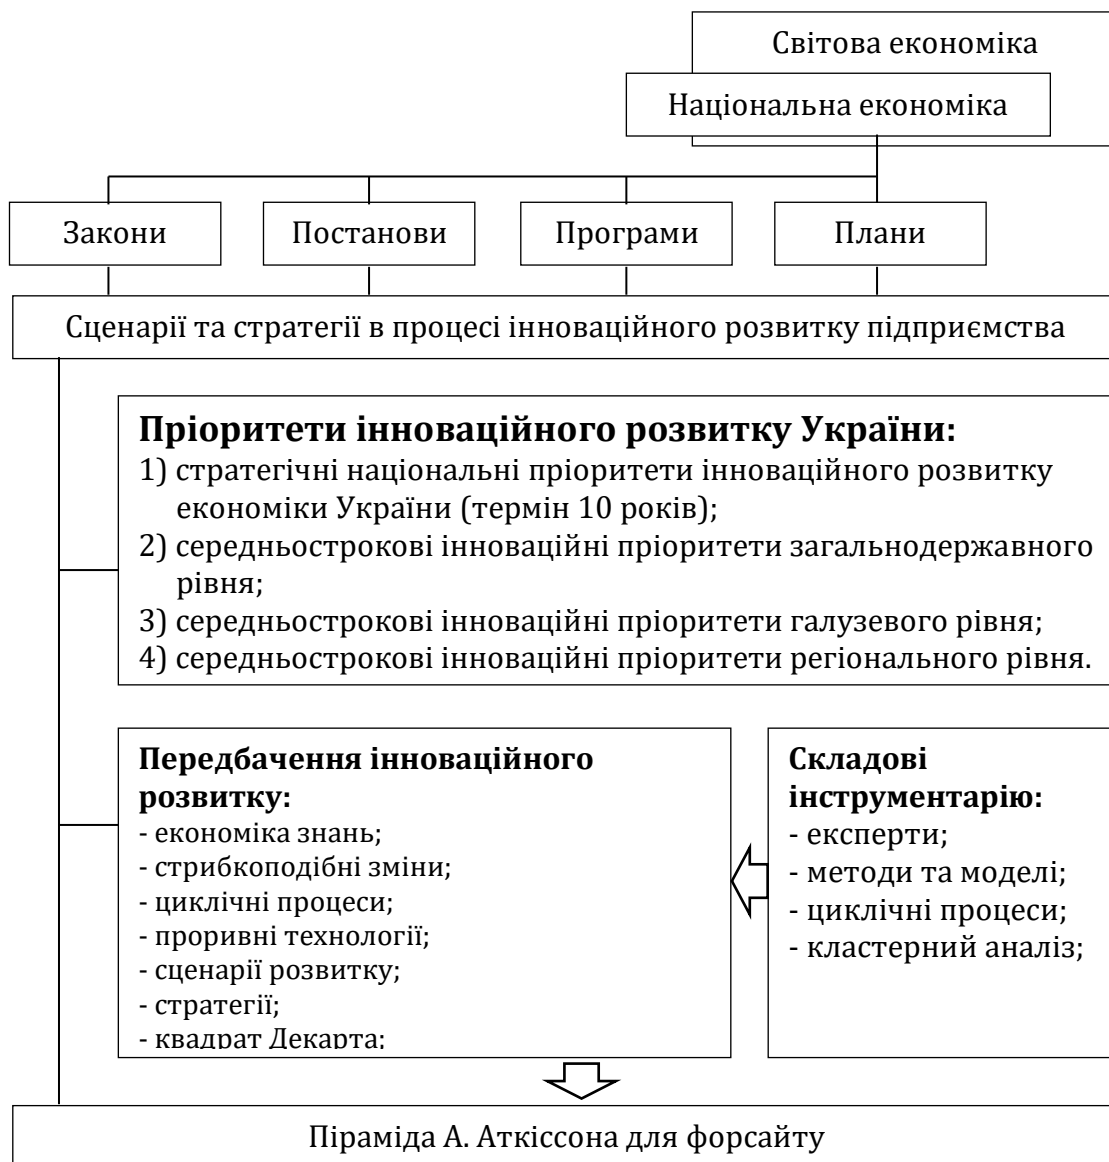 Світова економіка
Національна економіка
Закони
Постанови
Програми
Плани
Сценарії та стратегії в процесі інноваційного розвитку підприємства
Пріоритети інноваційного розвитку України:
1) стратегічні національні пріоритети інноваційного розвитку
економіки України (термін 10 років);
2) середньострокові інноваційні пріоритети загальнодержавного
рівня;
3) середньострокові інноваційні пріоритети галузевого рівня;
4) середньострокові інноваційні пріоритети регіонального рівня.
Передбачення інноваційного
розвитку:
- економіка знань;
- стрибкоподібні зміни;
- циклічні процеси;
- проривні технології;
- сценарії розвитку;
- стратегії;
- квадрат Декарта;
Складові
інструментарію:
- експерти;
- методи та моделі;
- циклічні процеси;
- кластерний аналіз;
Піраміда А. Аткіссона для форсайту